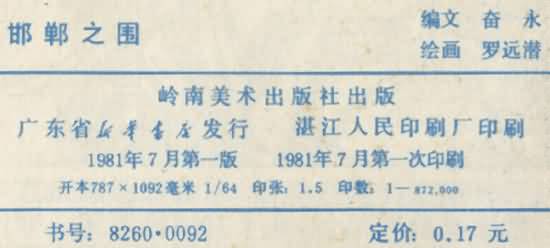 邯郸之围
编文 奋 永
绘画 罗远潜
岭南美术出版社出版
广东省新华书店发行 湛江人民印刷厂印刷
1981年7月第一版 1981年7月第一次印刷
开本787×1092毫米 1/64 印张：1.5 印数：1—872,000
书号：8260·0092 定价：0.17 元